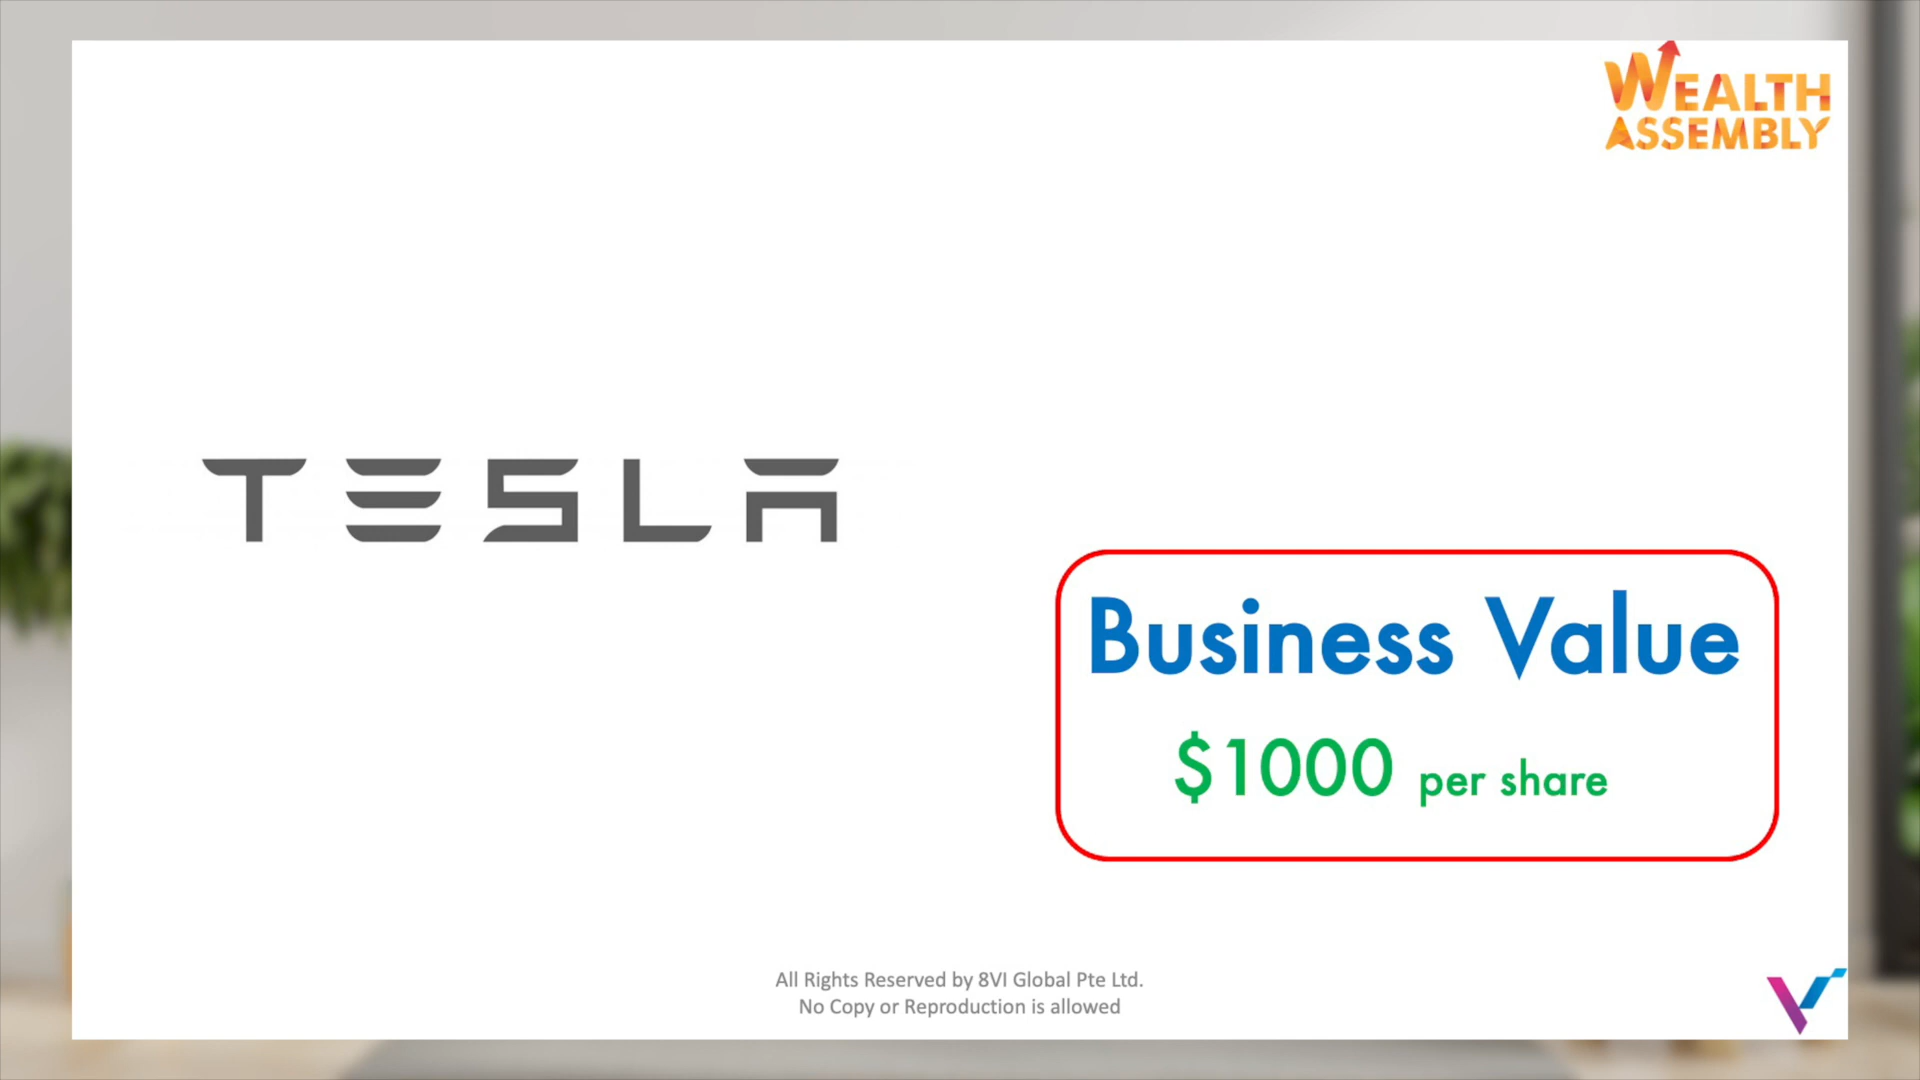 WEALTH
ASSEMBLY
TESLA
Business Value
$1000 per share
All Rights Reserved by 8VI Global Pte Ltd.
No Copy or Reproduction is allowed